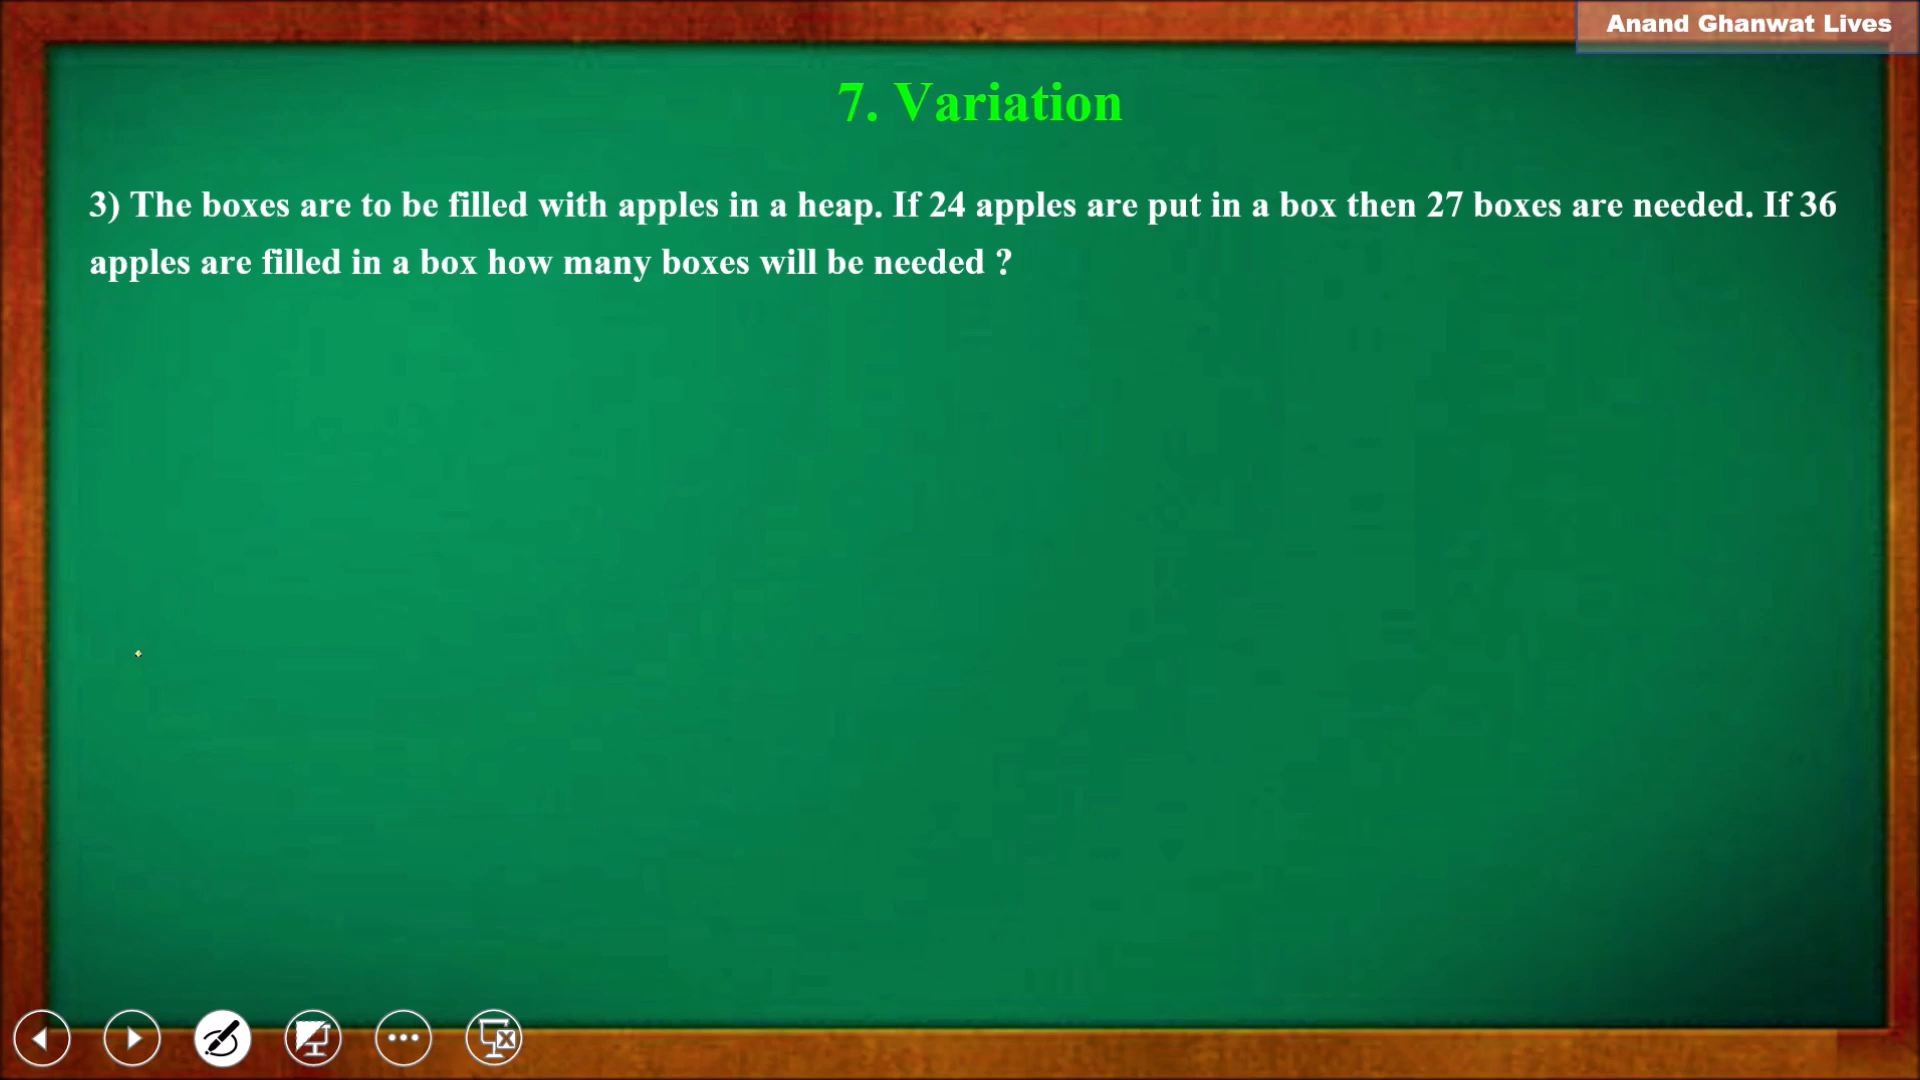 Anand Ghanwat Lives
7. Variation
3) The boxes are to be filled with apples in a heap. If 24 apples are put in a box then 27 boxes are needed. If 36
apples are filled in a box how many boxes will be needed ?